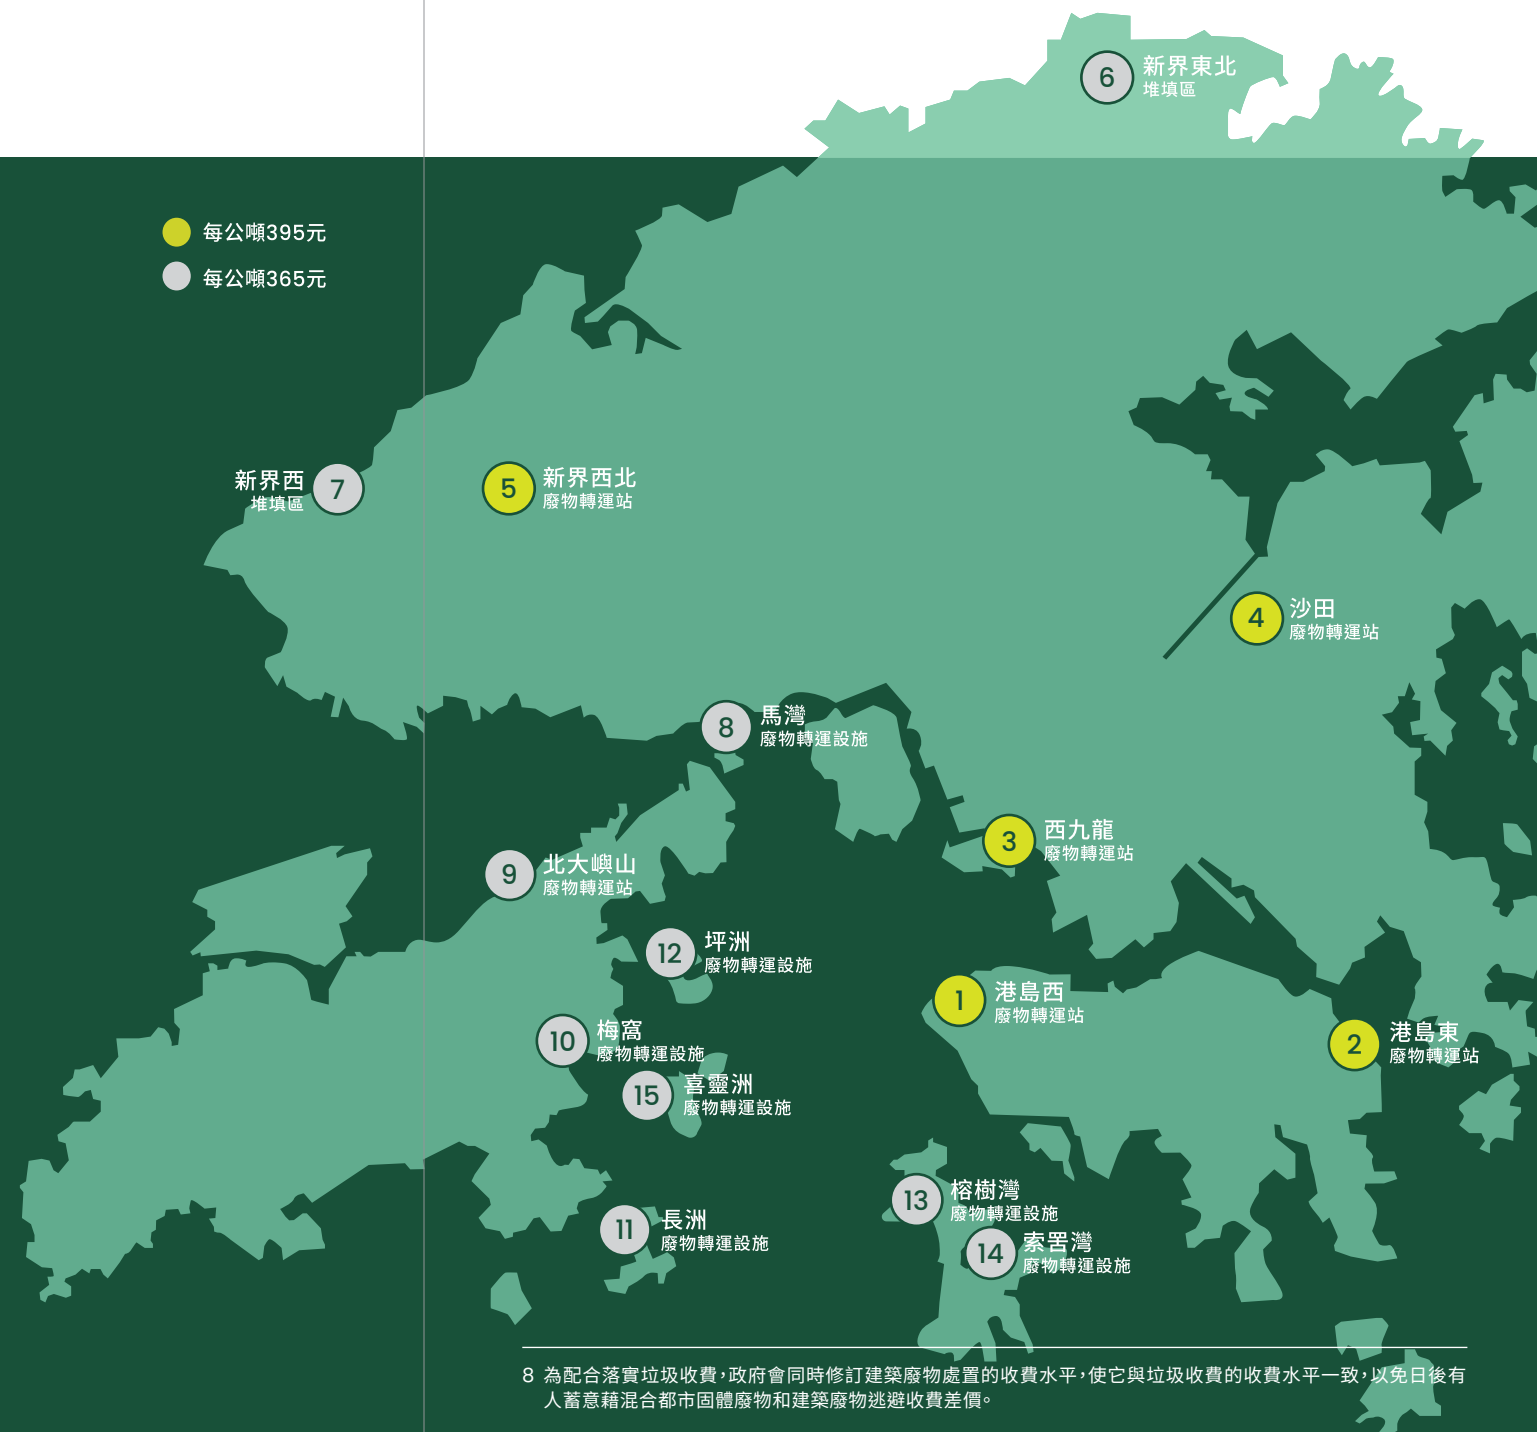 6
新界東北
堆填區
每公噸395元
每公噸365元
新界西
堆填區
7
5
新界西北
廢物轉運站
4
沙田
廢物轉運站
8
馬灣
廢物轉運設施
3
西九龍
廢物轉運站
9
北大嶼山
廢物轉運站
12
坪洲
廢物轉運設施
1
港島西
廢物轉運站
10
梅窩
廢物轉運設施
2
港島東
廢物轉運站
15
喜靈洲
廢物轉運設施
13
榕樹灣
廢物轉運設施
11
長洲
廢物轉運設施
14
索罟灣
廢物轉運設施
8 為配合落實垃圾收費，政府會同時修訂建築廢物處置的收費水平，使它與垃圾收費的收費水平一致，以免日後有
人蓄意藉混合都市固體廢物和建築廢物逃避收費差價。